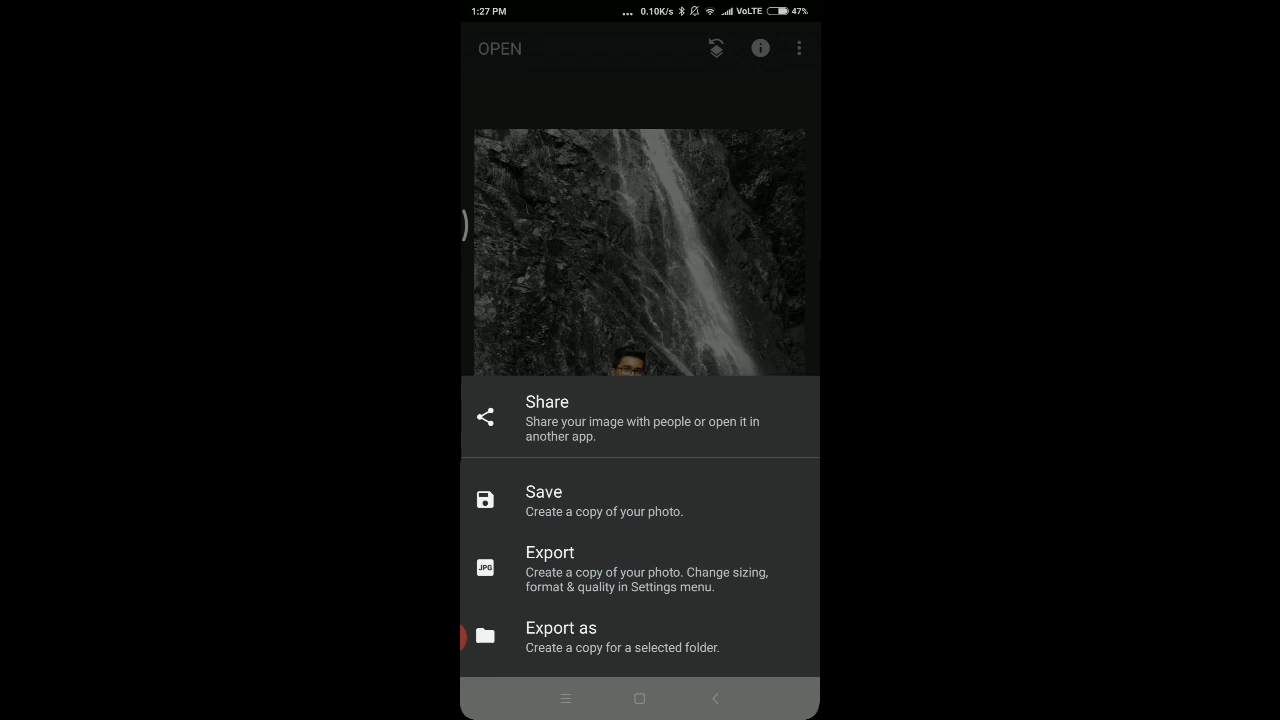 1:27 PM ... 0.10K/s VoLTE 47%
OPEN
Share
Share your image with people or open it in
another app.
Save
Create a copy of your photo.
JPG
Export
Create a copy of your photo. Change sizing,
format & quality in Settings menu.
Export as
Create a copy for a selected folder.